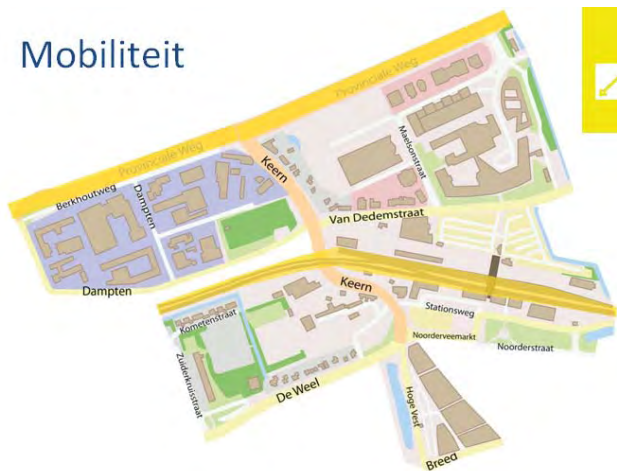 Mobiliteit
Provinciale Weg
Provinciale Weg
Keern
Maelsonstraat
Berkhoutweg
Dampten
Van Dedemstraat
Dampten
Keern
Kometenstraat
Stationsweg
Noorderveemarkt
Noorderstraat
Zuiderkruisstraat
De Weel
Hoge Vest
Breed